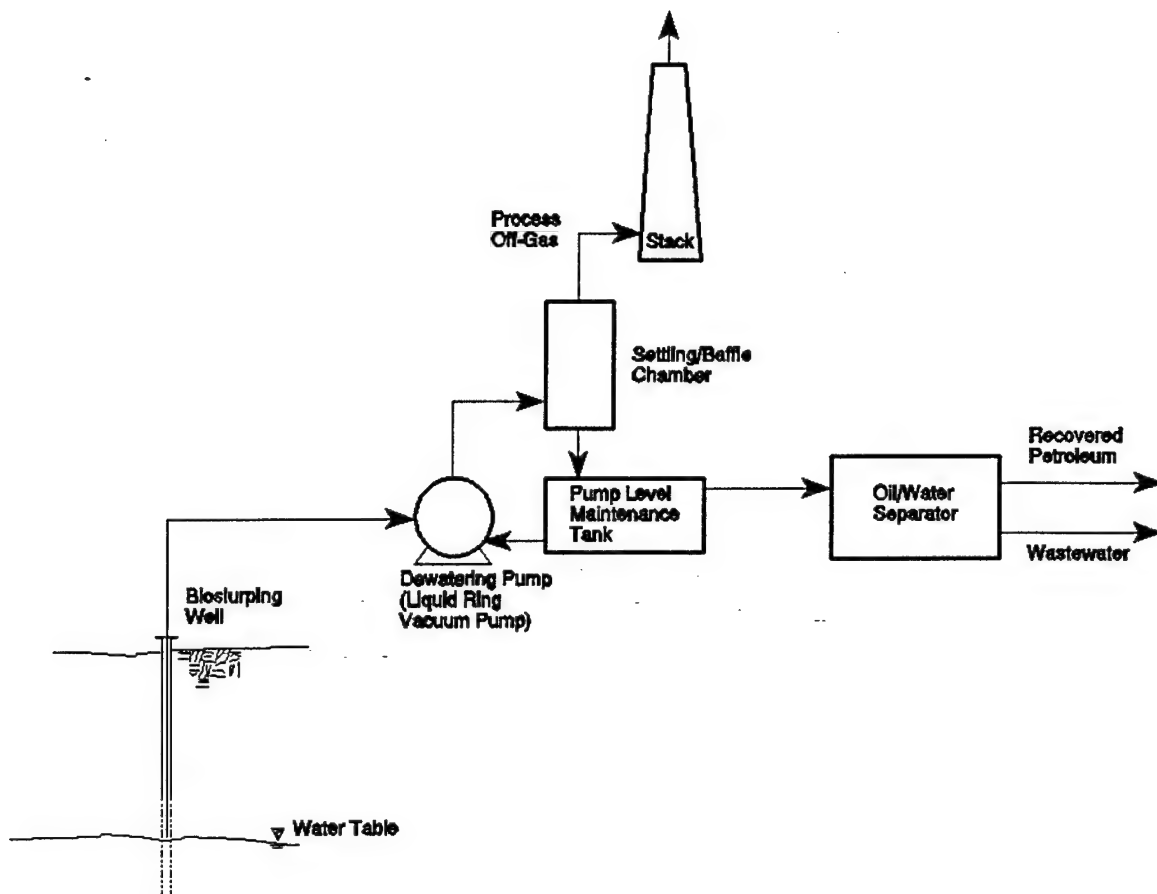 Process
Off-Gas
Stack
Settling/Baffle
Chamber
Recovered
Petroleum
Pump Level
Maintenance
Tank
Oil/Water
Separator
Wastewater
Dewatering Pump
(Liquid Ring
Vacuum Pump)
Bioslurping
Well
Water Table